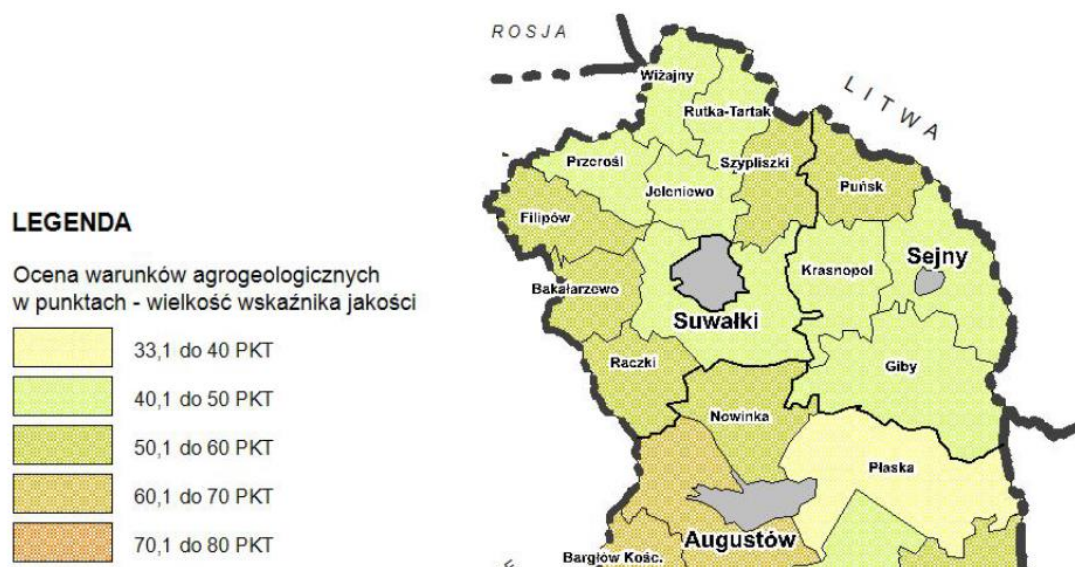 ROSJA
LITWA
Wiżajny
Rutka-Tartak
Przerośl
Szypliszki
Jeleniewo
Puńsk
Filipów
LEGENDA
Sejny
Krasnopol
Ocena warunków agrogeologicznych
w punktach - wielkość wskaźnika jakości
Bakałarzewo
Suwałki
33,1 do 40 PKT
Raczki
Giby
40,1 do 50 PKT
Nowinka
50,1 do 60 PKT
Płaska
60,1 do 70 PKT
Augustów
70,1 do 80 PKT
Bargłów Kośc.